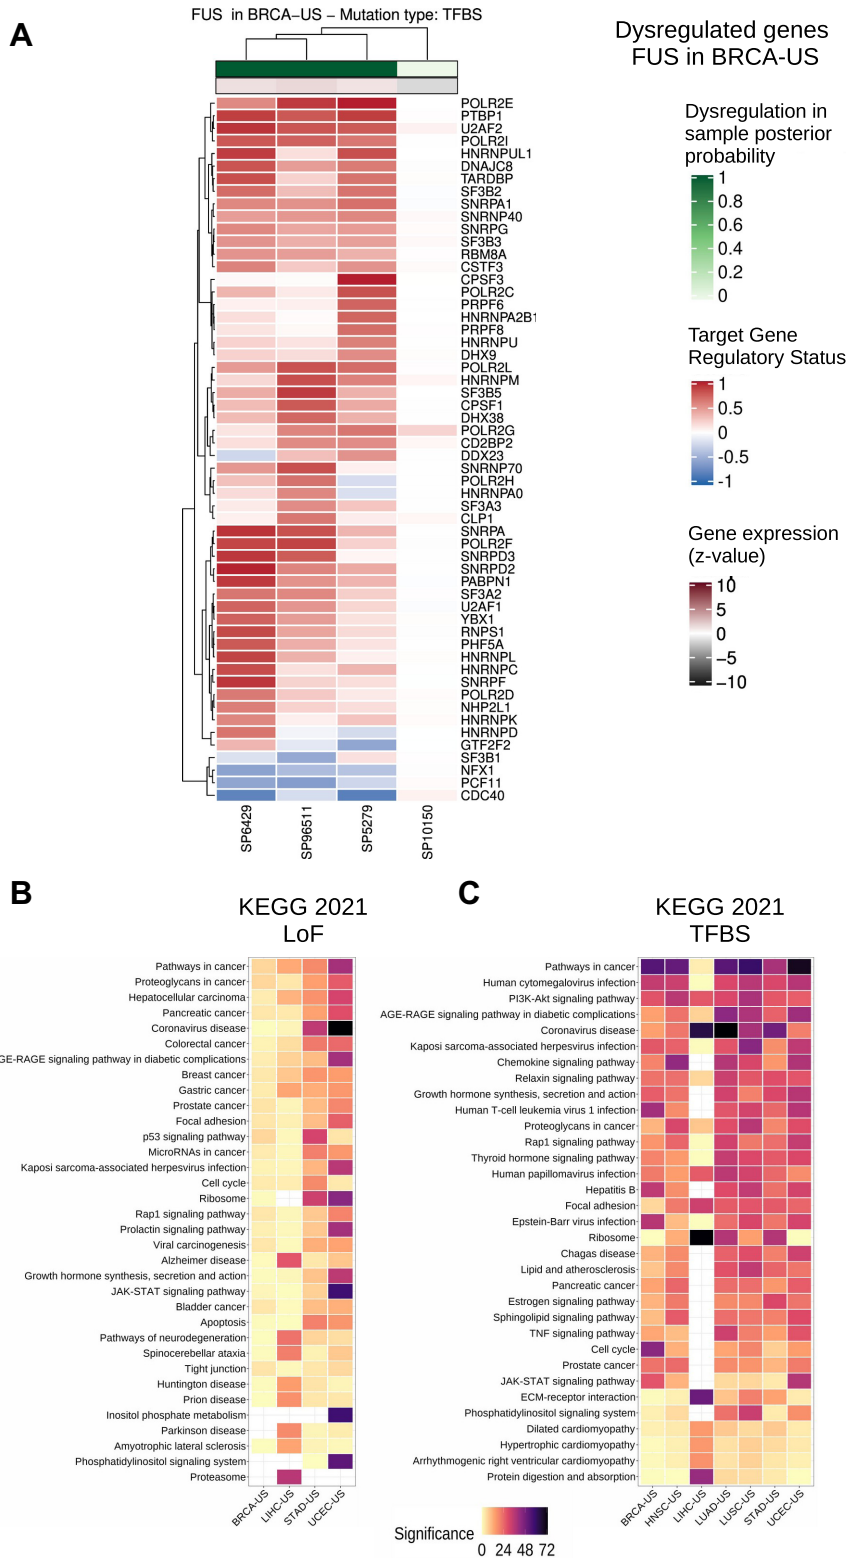 A
FUS in BRCA−US − Mutation type: TFBS
Dysregulated genes
FUS in BRCA-US
POLR2E
PTBP1
U2AF2
POLR2I
HNRNPUL1
DNAJC8
TARDBP
SF3B2
SNRPA1
SNRNP40
SNRPG
SF3B3
RBM8A
CSTF3
CPSF3
POLR2C
PRPF6
HNRNPA2B1
PRPF8
HNRNPU
DHX9
POLR2L
HNRNPM
SF3B5
CPSF1
DHX38
POLR2G
CD2BP2
DDX23
SNRNP70
POLR2H
HNRNPA0
SF3A3
CLP1
SNRPA
POLR2F
SNRPD3
SNRPD2
PABPN1
SF3A2
U2AF1
YBX1
RNPS1
PHF5A
HNRNPL
HNRNPC
SNRPF
POLR2D
NHP2L1
HNRNPK
HNRNPD
GTF2F2
SF3B1
NFX1
PCF11
CDC40
SP6429
SP96511
SP5279
SP10150
Dysregulation in
sample posterior
probability
1
0.8
0.6
0.4
0.2
0
Target Gene
Regulatory Status
1
0.5
0
-0.5
-1
Gene expression
(z-value)
10
5
0
−5
−10
B
KEGG 2021
LoF
Pathways in cancer
Proteoglycans in cancer
Hepatocellular carcinoma
Pancreatic cancer
Coronavirus disease
Colorectal cancer
GE-RAGE signaling pathway in diabetic complications
Breast cancer
Gastric cancer
Prostate cancer
Focal adhesion
p53 signaling pathway
MicroRNAs in cancer
Kaposi sarcoma-associated herpesvirus infection
Cell cycle
Ribosome
Rap1 signaling pathway
Prolactin signaling pathway
Viral carcinogenesis
Alzheimer disease
Growth hormone synthesis, secretion and action
JAK-STAT signaling pathway
Bladder cancer
Apoptosis
Pathways of neurodegeneration
Spinocerebellar ataxia
Tight junction
Huntington disease
Prion disease
Inositol phosphate metabolism
Parkinson disease
Amyotrophic lateral sclerosis
Phosphatidylinositol signaling system
Proteasome
BRCA-US
LIHC-US
STAD-US
UCEC-US
C
KEGG 2021
TFBS
Pathways in cancer
Human cytomegalovirus infection
PI3K-Akt signaling pathway
AGE-RAGE signaling pathway in diabetic complications
Coronavirus disease
Kaposi sarcoma-associated herpesvirus infection
Chemokine signaling pathway
Relaxin signaling pathway
Growth hormone synthesis, secretion and action
Human T-cell leukemia virus 1 infection
Proteoglycans in cancer
Rap1 signaling pathway
Thyroid hormone signaling pathway
Human papillomavirus infection
Hepatitis B
Focal adhesion
Epstein-Barr virus infection
Ribosome
Chagas disease
Lipid and atherosclerosis
Pancreatic cancer
Estrogen signaling pathway
Sphingolipid signaling pathway
TNF signaling pathway
Cell cycle
Prostate cancer
JAK-STAT signaling pathway
ECM-receptor interaction
Phosphatidylinositol signaling system
Dilated cardiomyopathy
Hypertrophic cardiomyopathy
Arrhythmogenic right ventricular cardiomyopathy
Protein digestion and absorption
BRCA-US
HNSC-US
LIHC-US
LUAD-US
LUSC-US
STAD-US
UCEC-US
Significance
0 24 48 72